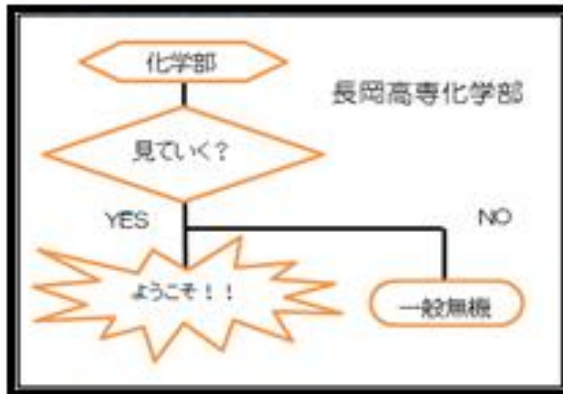 化学部
長岡高専化学部
見ていく？
YES
NO
ようこそ！！
一般無機